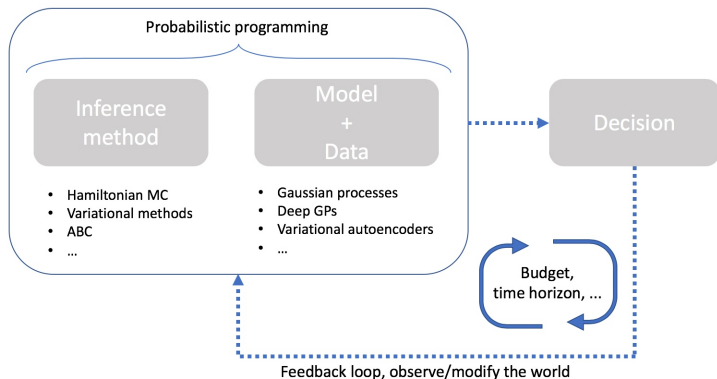 Probabilistic programming
Inference
method
Model
+
Data
Decision
• Hamiltonian MC
• Variational methods
• ABC
• ...
• Gaussian processes
• Deep GPs
• Variational autoencoders
• ...
Budget,
time horizon, ...
Feedback loop, observe/modify the world